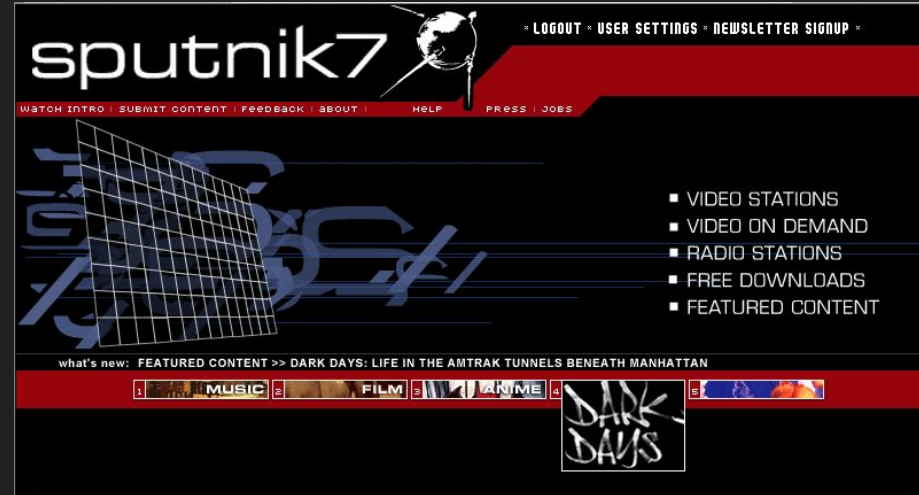 sputnik7
× LOGOUT × USER SETTINGS × NEWSLETTER SIGNUP ×
WATCH INTRO | SUBMIT CONTENT | FEEDBACK | ABOUT | HELP PRESS | JOBS
VIDEO STATIONS
VIDEO ON DEMAND
RADIO STATIONS
FREE DOWNLOADS
FEATURED CONTENT
what's new: FEATURED CONTENT >> DARK DAYS: LIFE IN THE AMTRAK TUNNELS BENEATH MANHATTAN
1 MUSIC 2 FILM 3 ANIME 4 5
DARK
DAYS